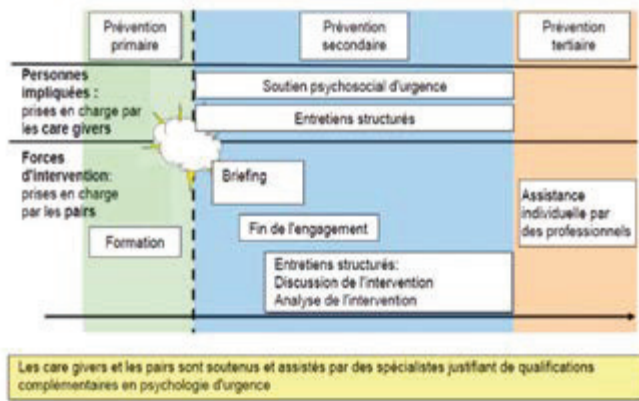 Prévention
primaire
Prévention
secondaire
Prévention
tertiaire
Personnes
impliquées :
prises en charge par
les care givers
Soutien psychosocial d'urgence
Entretiens structurés
Forces
d'intervention:
prises en charge
par les pairs
Formation
Briefing
Fin de l'engagement
Entretiens structurés:
Discussion de l'intervention
Analyse de l'intervention
Assistance
individuelle par
des professionnels
Les care givers et les pairs sont soutenus et assistés par des spécialistes justifiant de qualifications
complémentaires en psychologie d'urgence